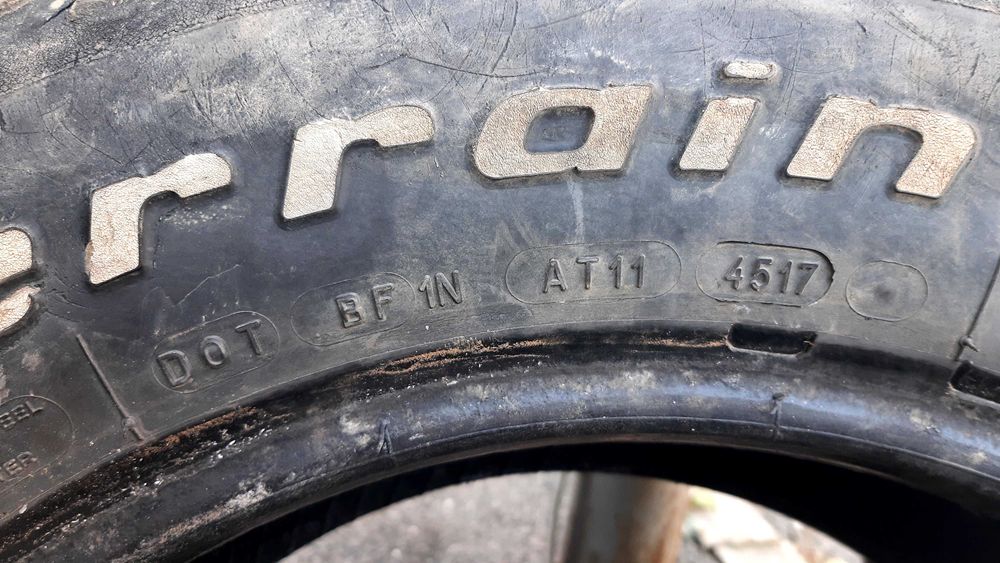 rrain
DOT BF 1N AT11 4517